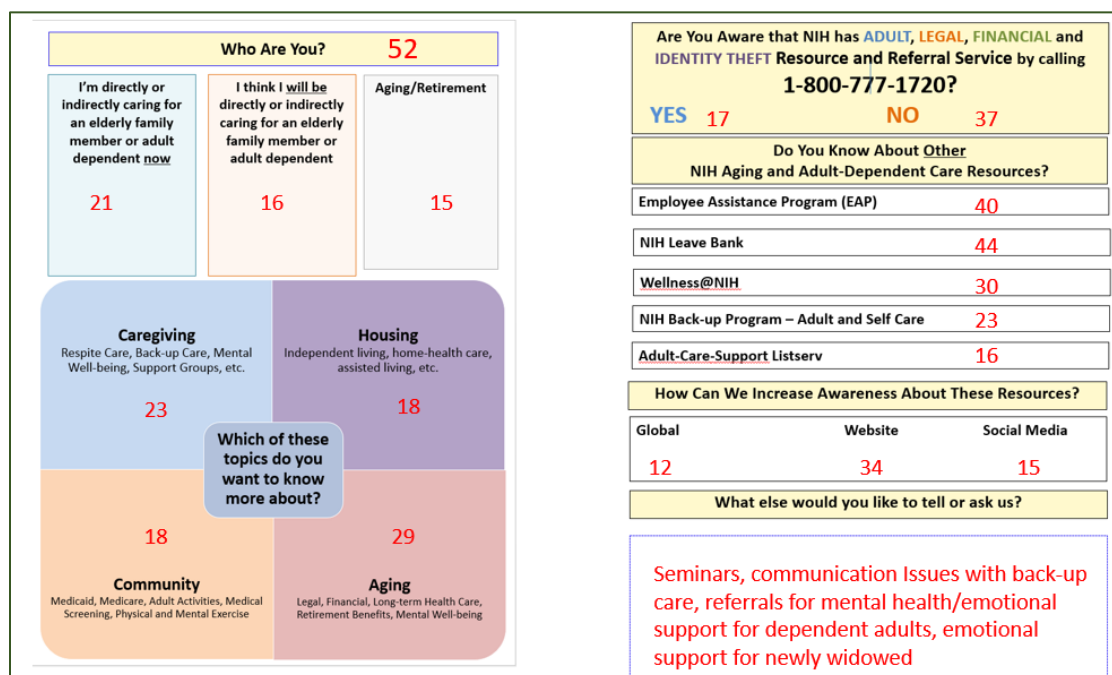 Who Are You? 52
I'm directly or
indirectly caring for
an elderly family
member or adult
dependent now
21
I think I will be
directly or indirectly
caring for an elderly
family member or
adult dependent
16
Aging/Retirement
15
Caregiving
Respite Care, Back-up Care, Mental
Well-being, Support Groups, etc.
23
Housing
Independent living, home-health care,
assisted living, etc.
18
Which of these
topics do you
want to know
more about?
18
Community
Medicaid, Medicare, Adult Activities, Medical
Screening, Physical and Mental Exercise
29
Aging
Legal, Financial, Long-term Health Care,
Retirement Benefits, Mental Well-being
Are You Aware that NIH has ADULT, LEGAL, FINANCIAL and
IDENTITY THEFT Resource and Referral Service by calling
1-800-777-1720?
YES 17 NO 37
Do You Know About Other
NIH Aging and Adult-Dependent Care Resources?
Employee Assistance Program (EAP) 40
NIH Leave Bank 44
Wellness@NIH 30
NIH Back-up Program – Adult and Self Care 23
Adult-Care-Support Listserv 16
How Can We Increase Awareness About These Resources?
Global Website Social Media
12 34 15
What else would you like to tell or ask us?
Seminars, communication Issues with back-up
care, referrals for mental health/emotional
support for dependent adults, emotional
support for newly widowed